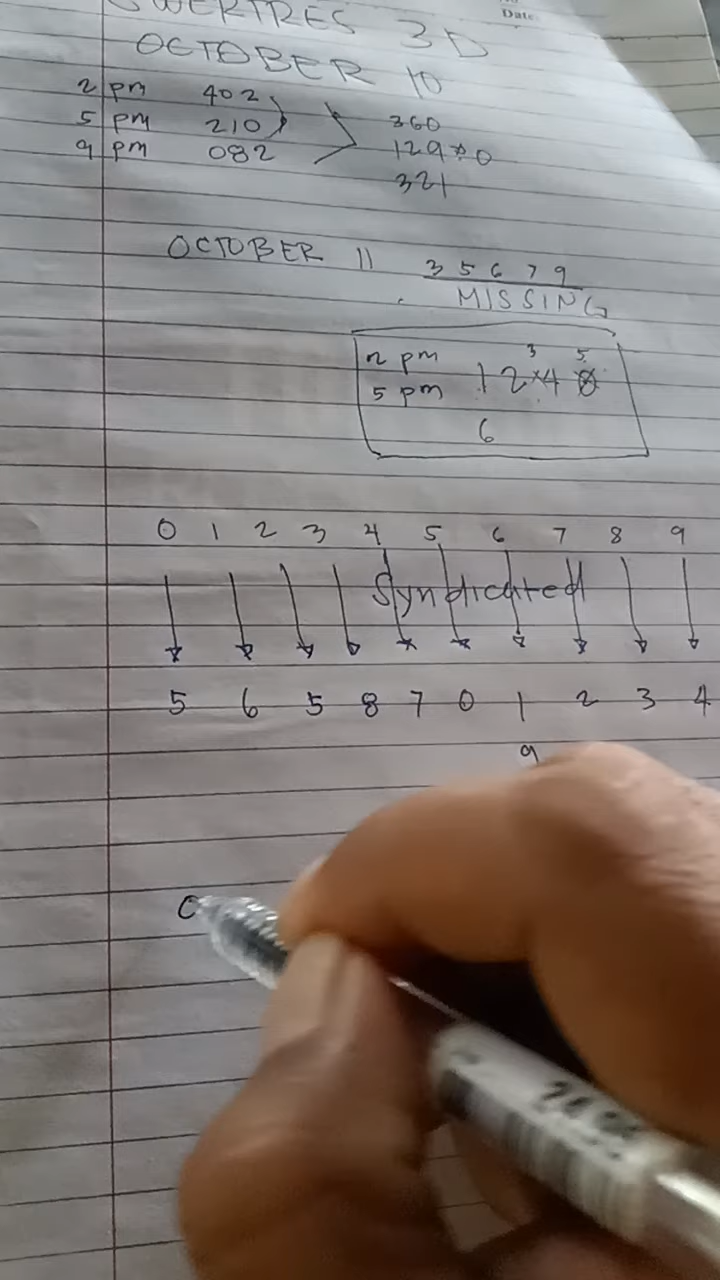 SWERTRES 3D
Date:
OCTOBER 10
2 pm 402
5 pm 210 360
9 pm 082 129
321
OCTOBER 11 3 5 6 7 9
MISSING
2 pm 3 5
5 pm 1 2 4
6
0 1 2 3 4 5 6 7 8 9
Syndicated
5 6 5 8 7 0 1 2 3 4
9